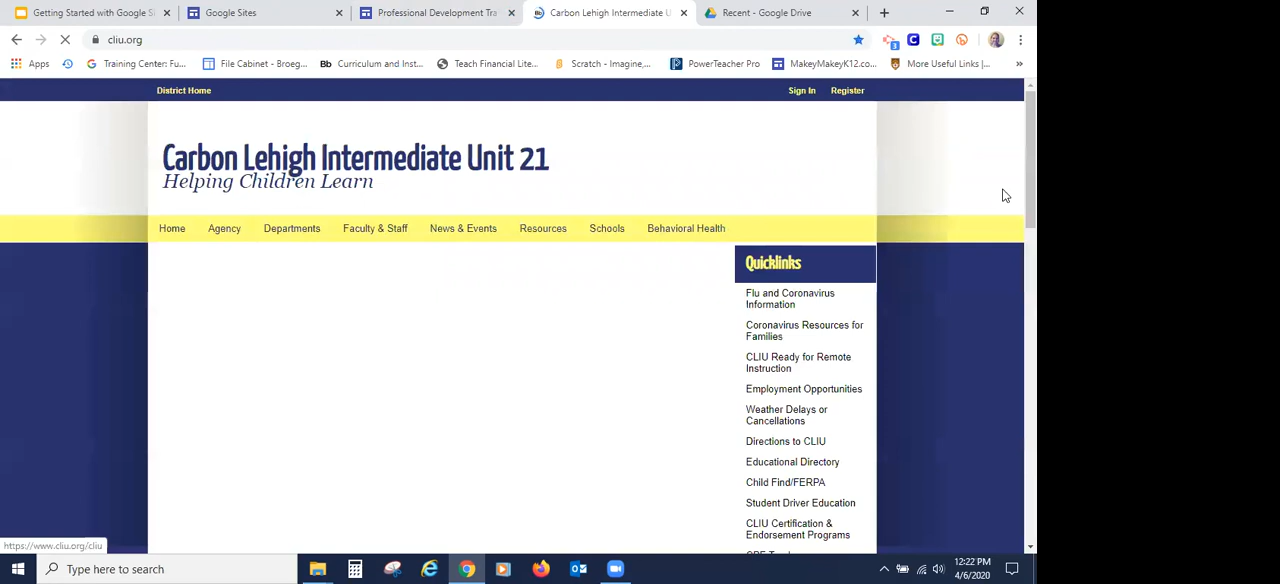 Getting Started with Google Sl
Google Sites
Professional Development Tra
Carbon Lehigh Intermediate U
Recent - Google Drive
cliu.org
3
Apps
Training Center: Fu...
File Cabinet - Broeg...
Bb Curriculum and Inst...
Teach Financial Lite...
Scratch - Imagine,...
PowerTeacher Pro
MakeyMakeyK12.co...
More Useful Links |...
»
District Home
Sign In
Register
Carbon Lehigh Intermediate Unit 21
Helping Children Learn
Home
Agency
Departments
Faculty & Staff
News & Events
Resources
Schools
Behavioral Health
Quicklinks
Flu and Coronavirus
Information
Coronavirus Resources for
Families
CLIU Ready for Remote
Instruction
Employment Opportunities
Weather Delays or
Cancellations
Directions to CLIU
Educational Directory
Child Find/FERPA
Student Driver Education
CLIU Certification &
Endorsement Programs
https://www.cliu.org/cliu
Type here to search
12:22 PM
4/6/2020